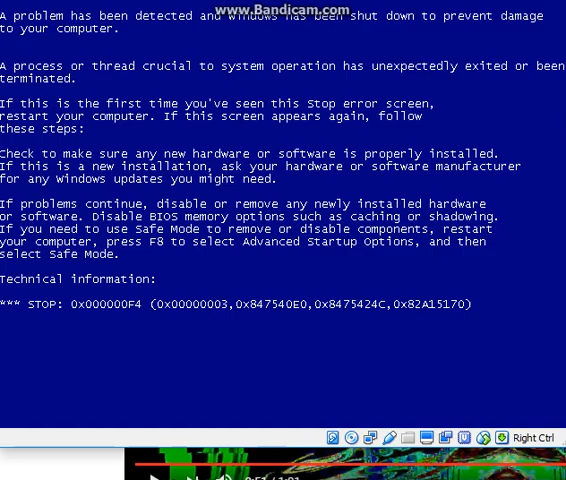 www.Bandicam.com
A problem has been detected and Windows has been shut down to prevent damage
to your computer.
A process or thread crucial to system operation has unexpectedly exited or been
terminated.
If this is the first time you've seen this Stop error screen,
restart your computer. If this screen appears again, follow
these steps:
Check to make sure any new hardware or software is properly installed.
If this is a new installation, ask your hardware or software manufacturer
for any Windows updates you might need.
If problems continue, disable or remove any newly installed hardware
or software. Disable BIOS memory options such as caching or shadowing.
If you need to use Safe Mode to remove or disable components, restart
your computer, press F8 to select Advanced Startup Options, and then
select Safe Mode.
Technical information:
*** STOP: 0x000000F4 (0x00000003,0x847540E0,0x8475424C,0x82A15170)
Right Ctrl